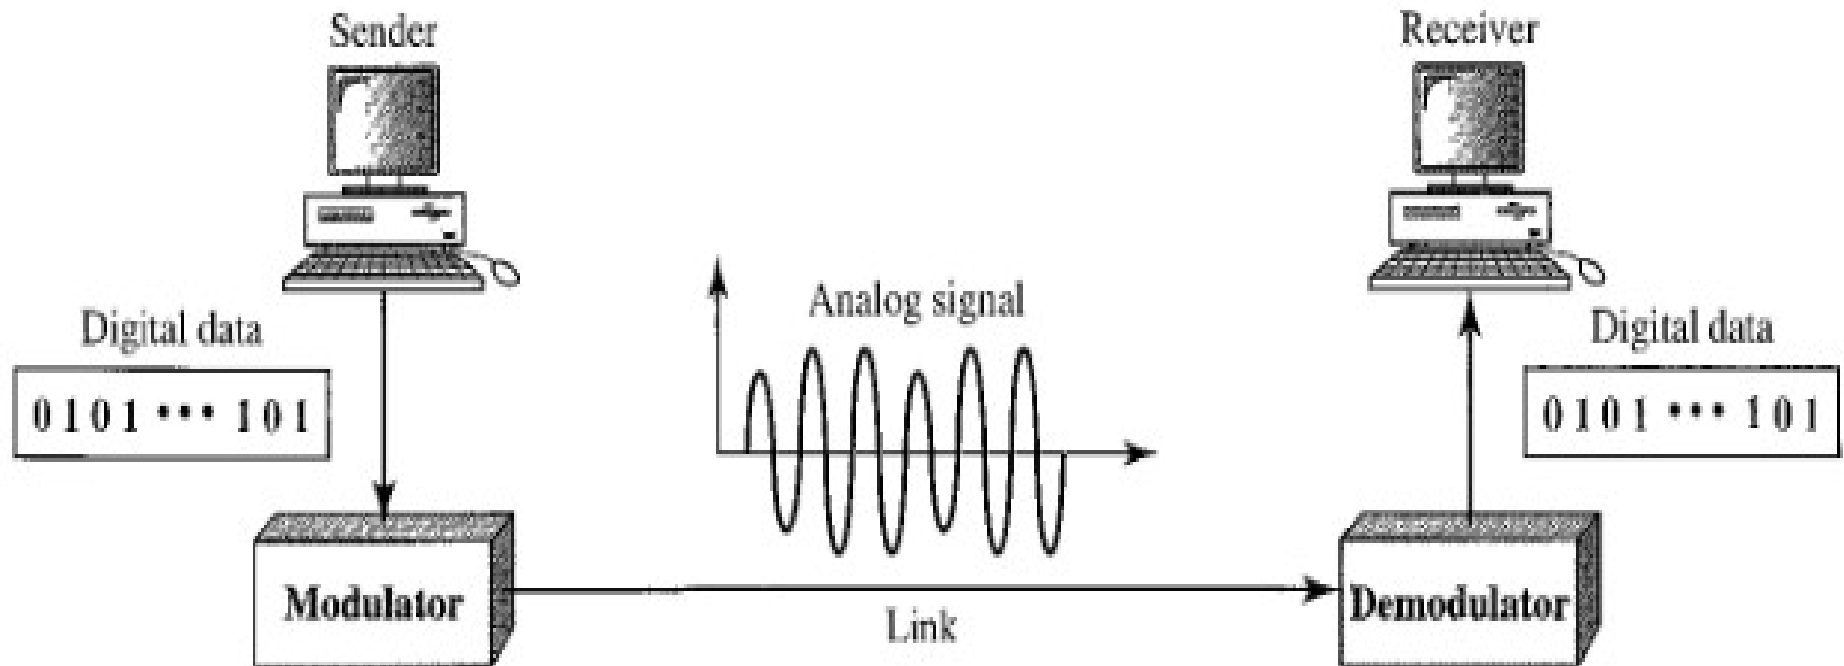 Sender
Receiver
Digital data
0101 ••• 101
Analog signal
Digital data
0101 ••• 101
Modulator
Link
Demodulator